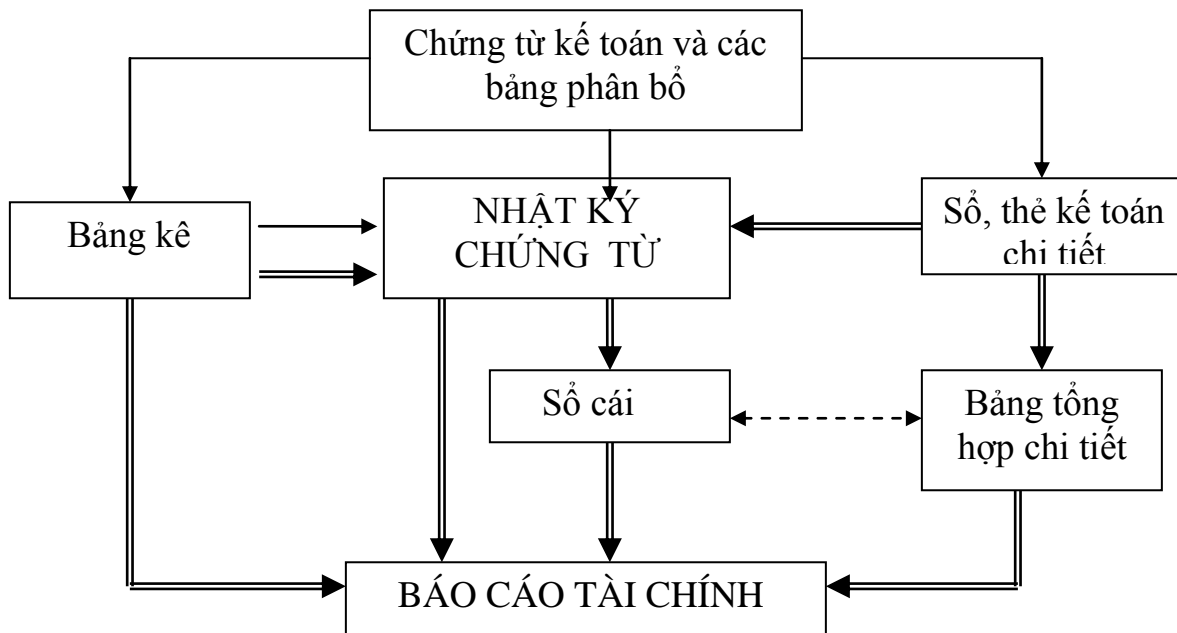 Chứng từ kế toán và các
bảng phân bổ
Bảng kê
NHẬT KÝ
CHỨNG TỪ
Sổ, thẻ kế toán
chi tiết
Sổ cái
Bảng tổng
hợp chi tiết
BÁO CÁO TÀI CHÍNH